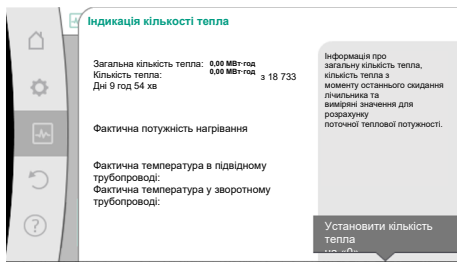 Індикація кількості тепла
Загальна кількість тепла: 0,00 МВт·год
Кількість тепла: 0,00 МВт·год з 18 733
Дні 9 год 54 хв
Фактична потужність нагрівання
Фактична температура в підвідному
трубопроводі:
Фактична температура у зворотному
трубопроводі:
Інформація про
загальну кількість тепла,
кількість тепла з
моменту останнього скидання
лічильника та
виміряні значення для
розрахунку
поточної теплової потужності.
Установити кількість
тепла
на «0»